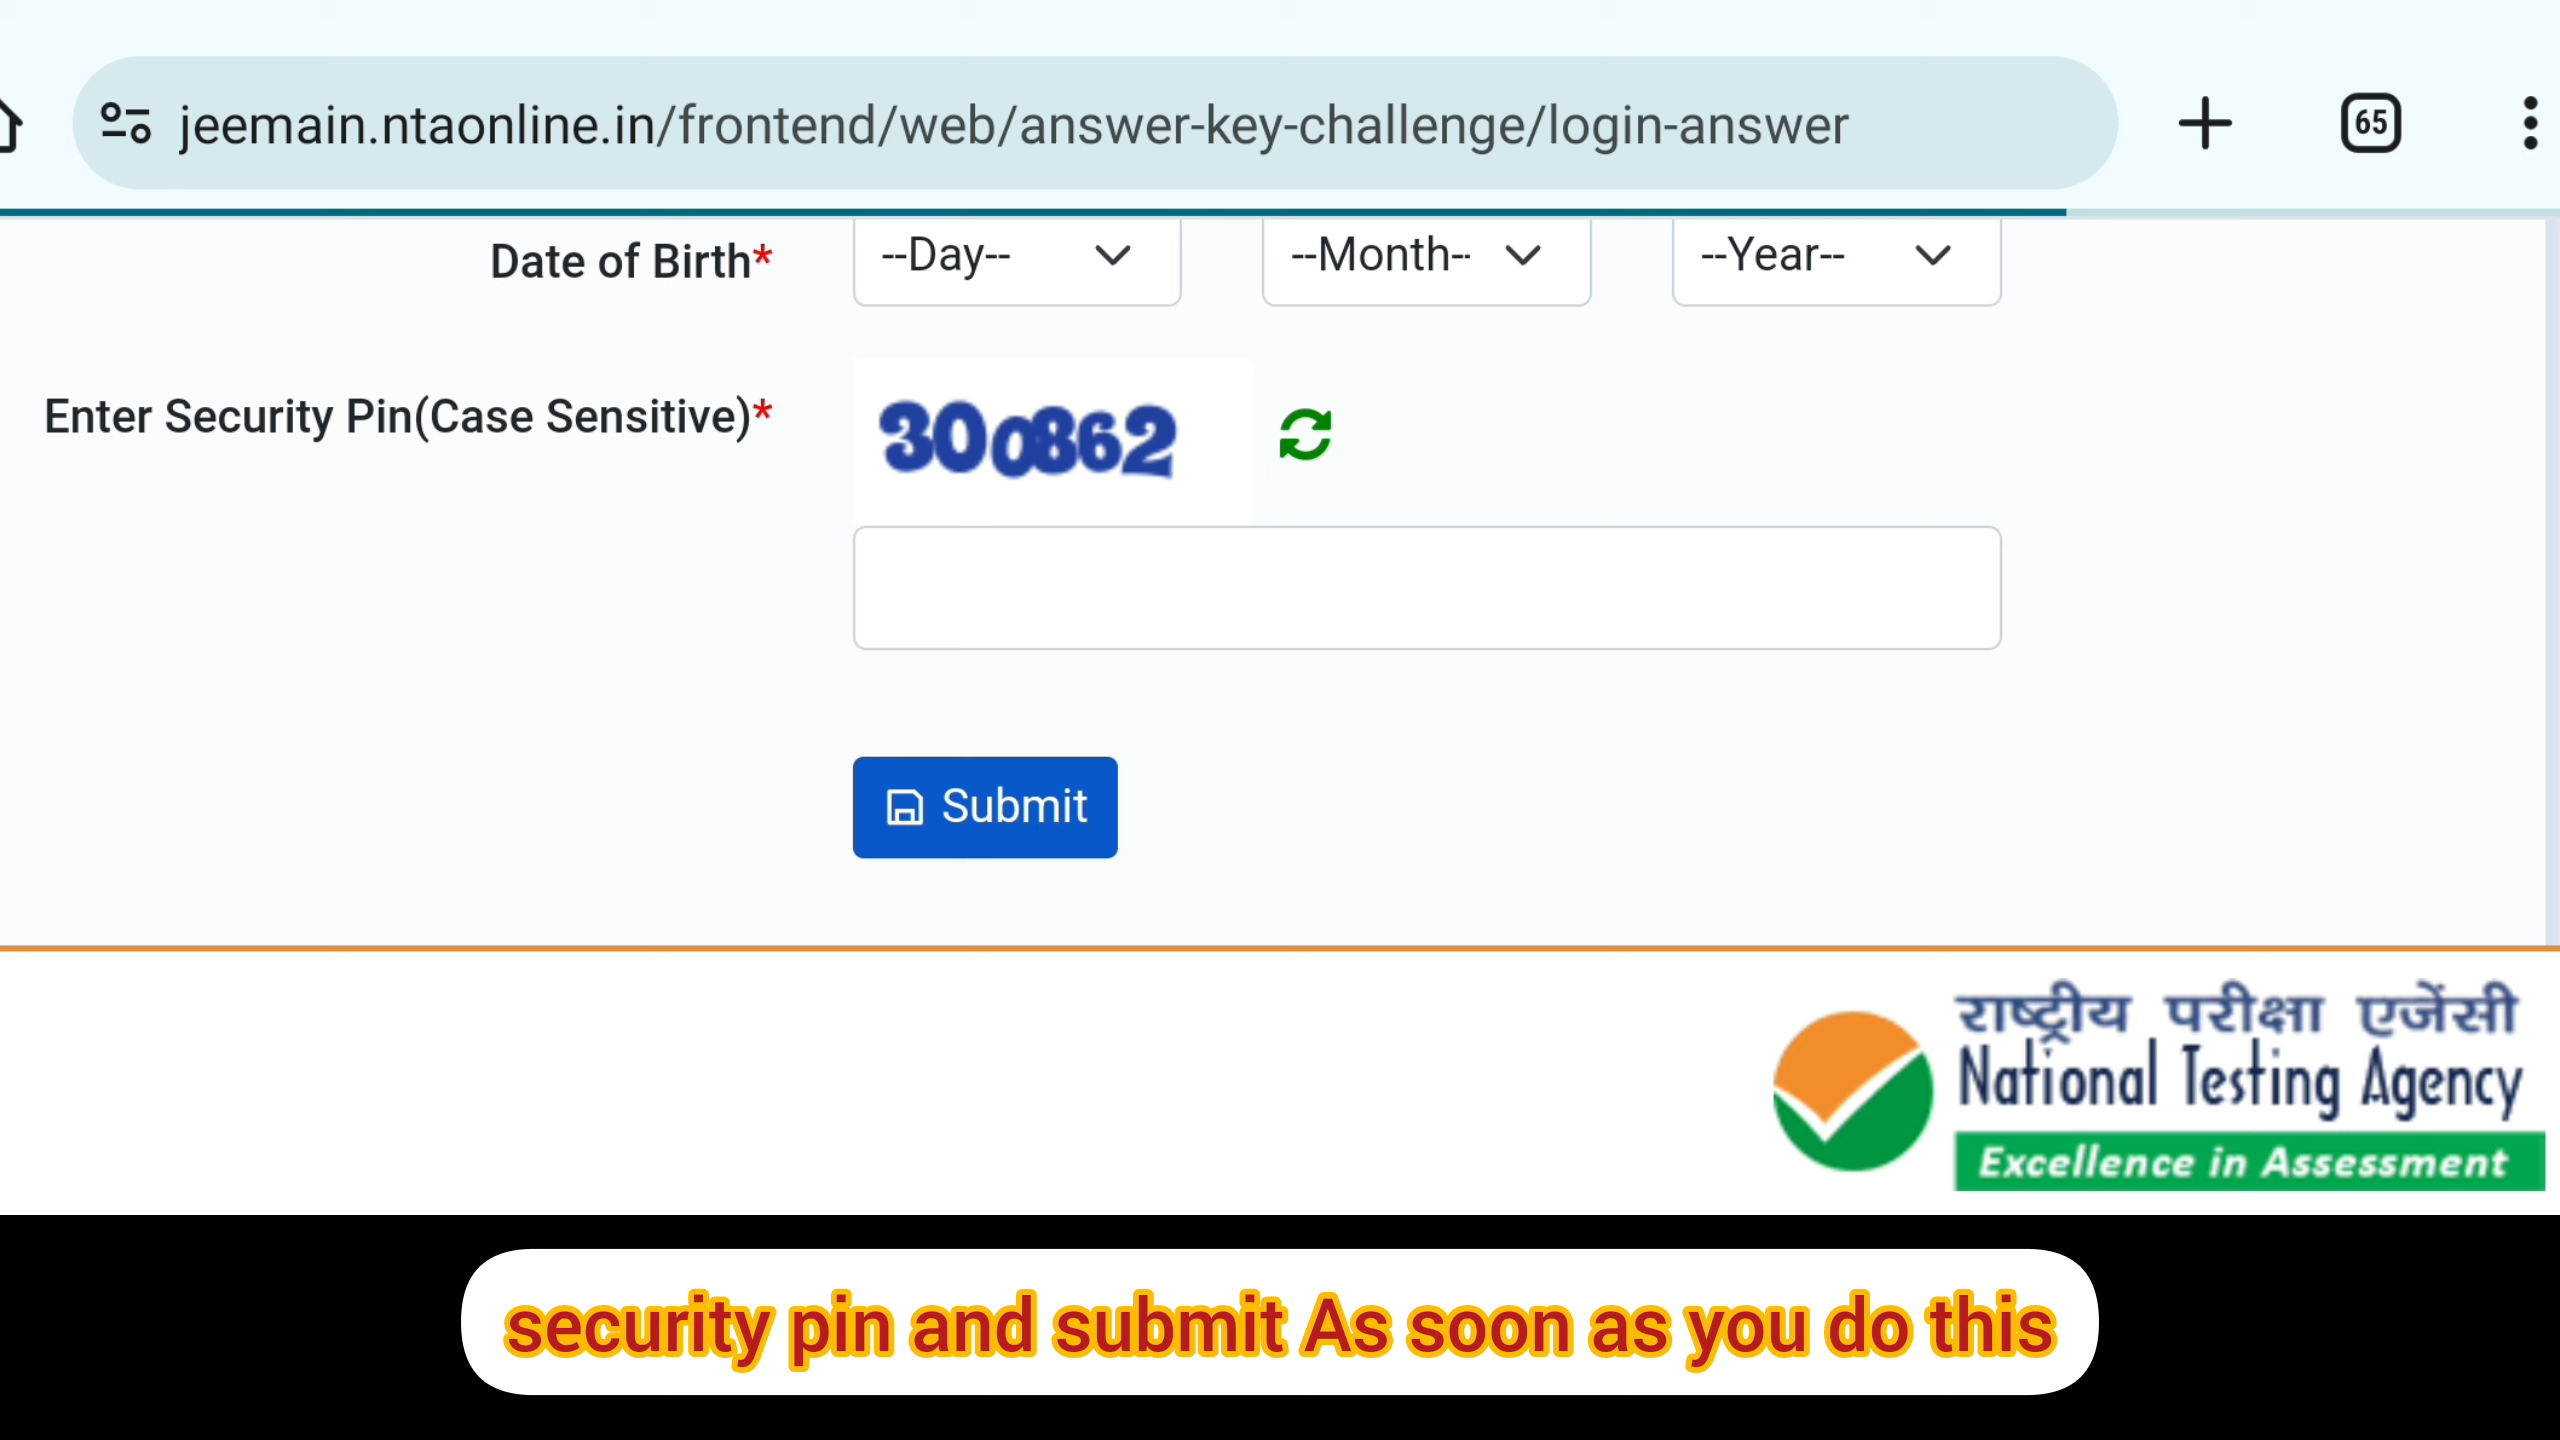 jeemain.ntaonline.in/frontend/web/answer-key-challenge/login-answer
65
Date of Birth*
--Day--
--Month--
--Year--
Enter Security Pin(Case Sensitive)*
300862
Submit
राष्ट्रीय परीक्षा एजेंसी
National Testing Agency
Excellence in Assessment
security pin and submit As soon as you do this